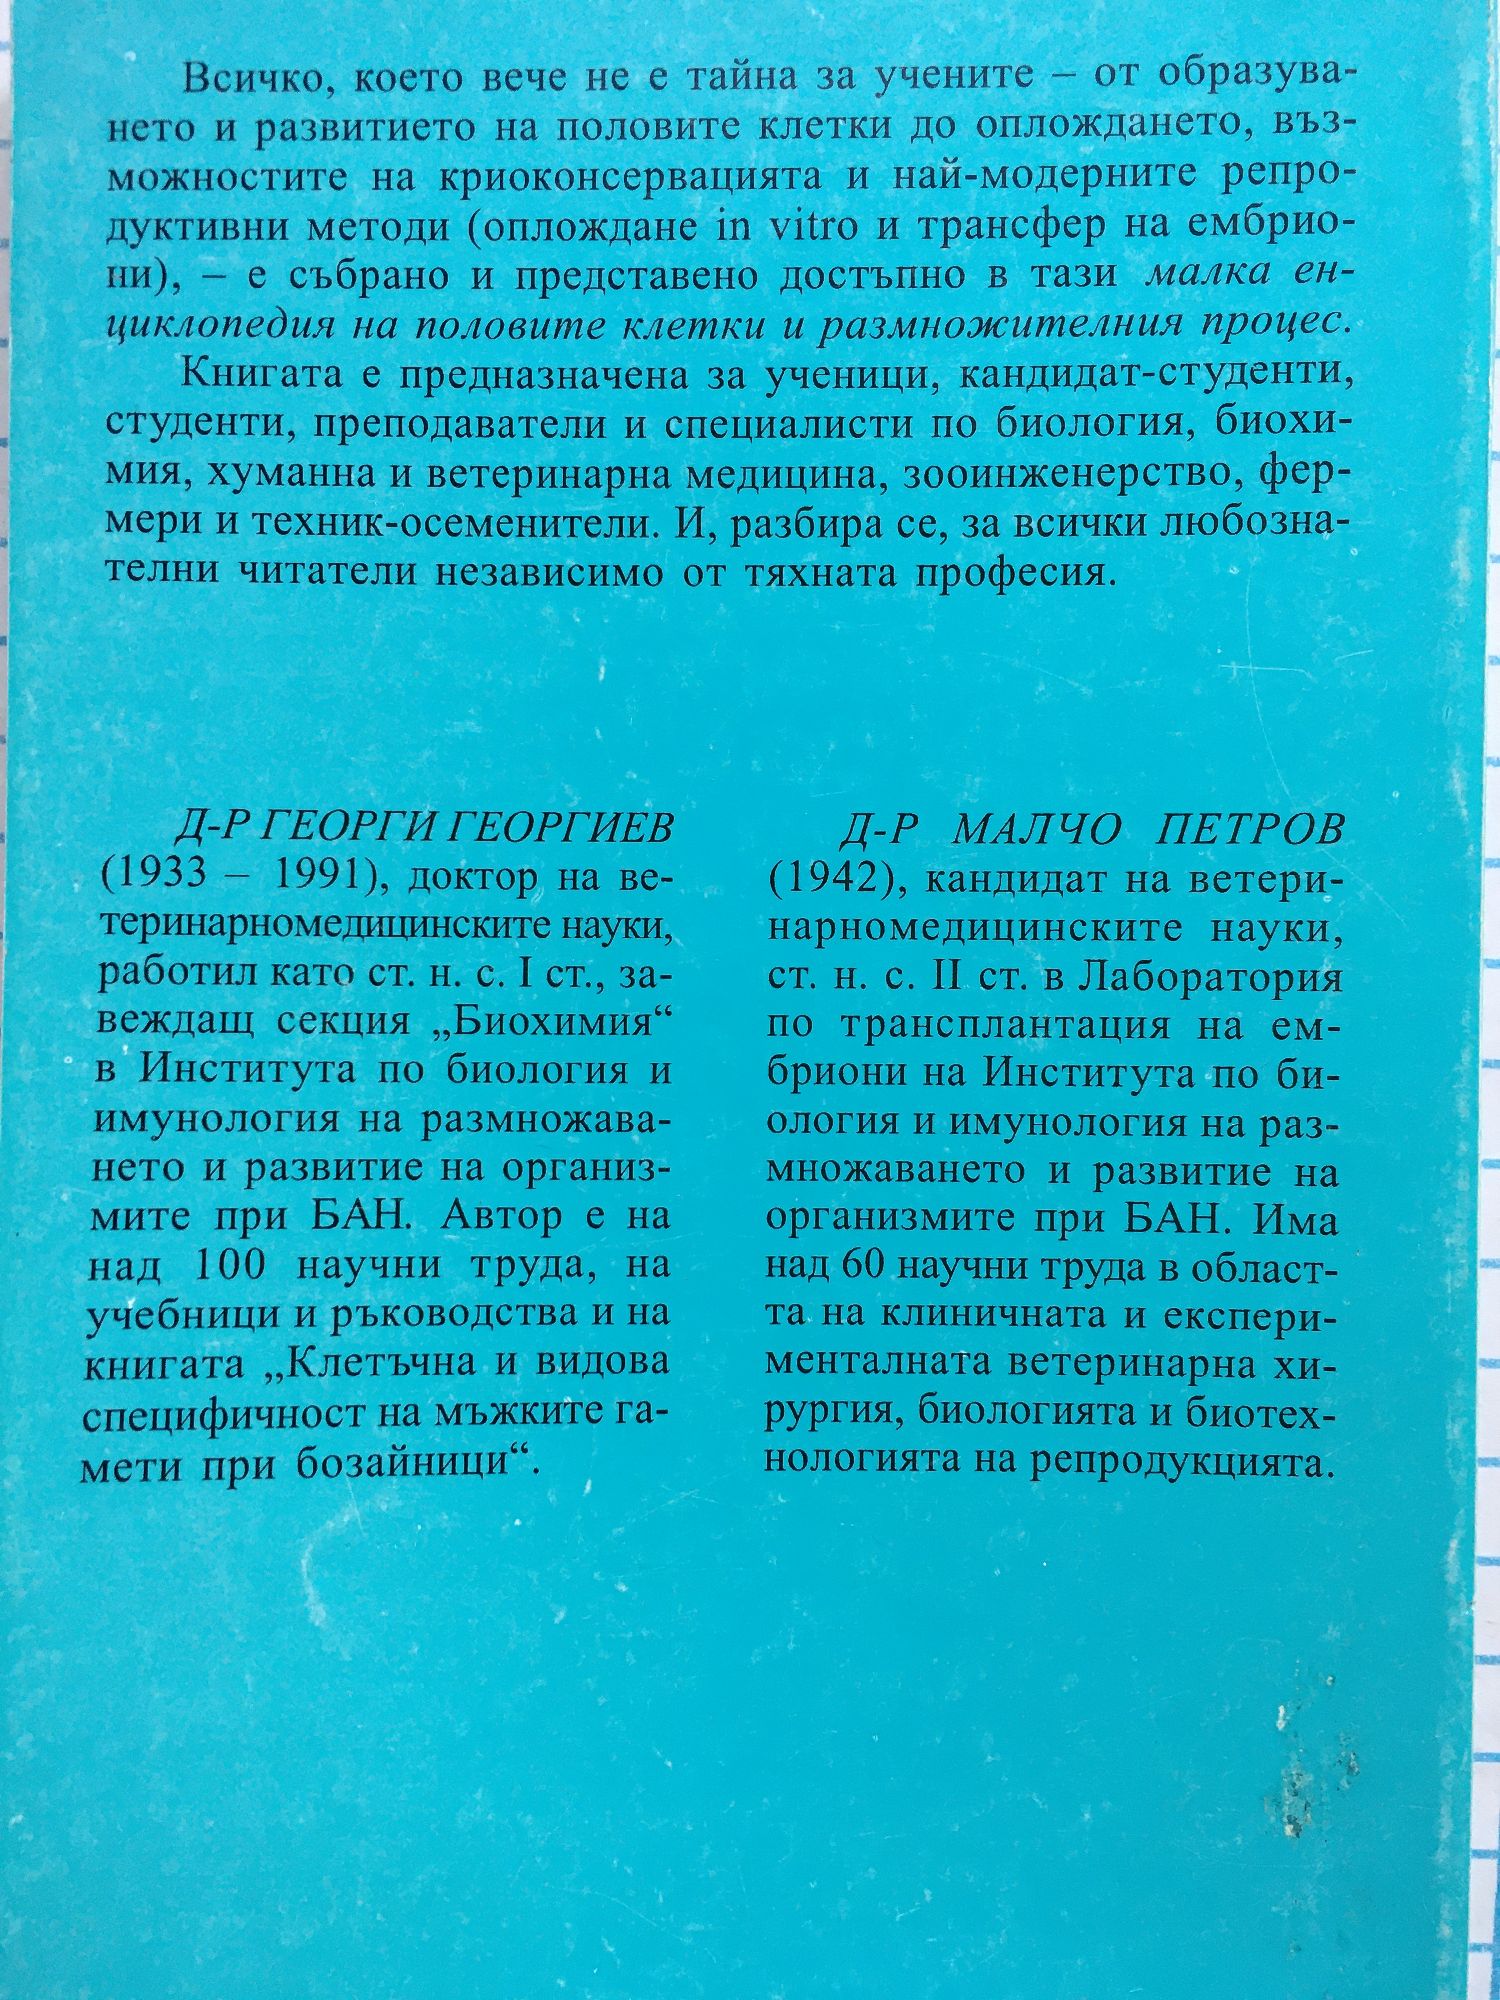 Всичко, което вече не е тайна за учените – от образува-
нето и развитието на половите клетки до оплождането, въз-
можностите на криоконсервацията и най-модерните репро-
дуктивни методи (оплождане in vitro и трансфер на ембрио-
ни), – е събрано и представено достъпно в тази малка ен-
циклопедия на половите клетки и размножителния процес.
Книгата е предназначена за ученици, кандидат-студенти,
студенти, преподаватели и специалисти по биология, биохи-
мия, хуманна и ветеринарна медицина, зооинженерство, фер-
мери и техник-осеменители. И, разбира се, за всички любозна-
телни читатели независимо от тяхната професия.
Д-Р ГЕОРГИ ГЕОРГИЕВ
(1933 – 1991), доктор на ве-
теринарномедицинските науки,
работил като ст. н. с. I ст., за-
веждащ секция „Биохимия“
в Института по биология и
имунология на размножава-
нето и развитие на организ-
мите при БАН. Автор е на
над 100 научни труда, на
учебници и ръководства и на
книгата „Клетъчна и видова
специфичност на мъжките га-
мети при бозайници“.
Д-Р МАЛЧО ПЕТРОВ
(1942), кандидат на ветери-
нарномедицинските науки,
ст. н. с. II ст. в Лаборатория
по трансплантация на ем-
бриони на Института по би-
ология и имунология на раз-
множаването и развитие на
организмите при БАН. Има
над 60 научни труда в област-
та на клиничната и експери-
менталната ветеринарна хи-
рургия, биологията и биотех-
нологията на репродукцията.